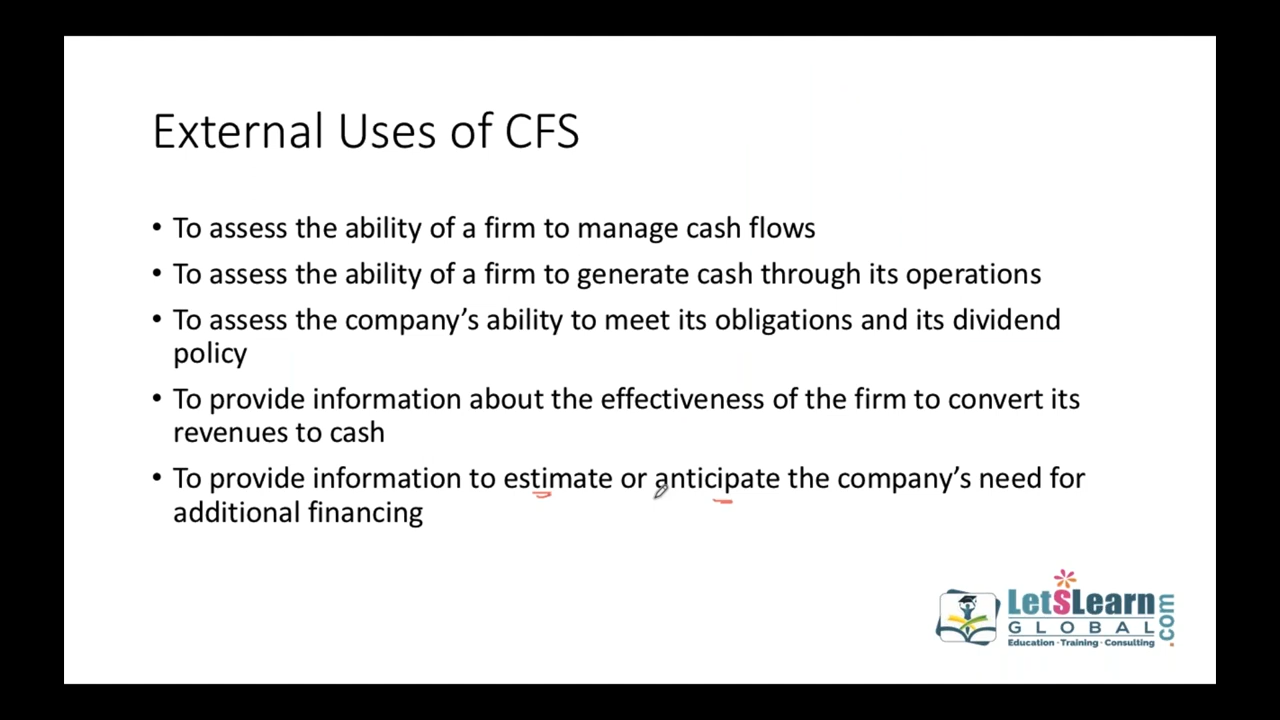 External Uses of CFS
• To assess the ability of a firm to manage cash flows
• To assess the ability of a firm to generate cash through its operations
• To assess the company’s ability to meet its obligations and its dividend
policy
• To provide information about the effectiveness of the firm to convert its
revenues to cash
• To provide information to estimate or anticipate the company’s need for
additional financing
LetSLearn
GLOBAL
.com
Education · Training · Consulting